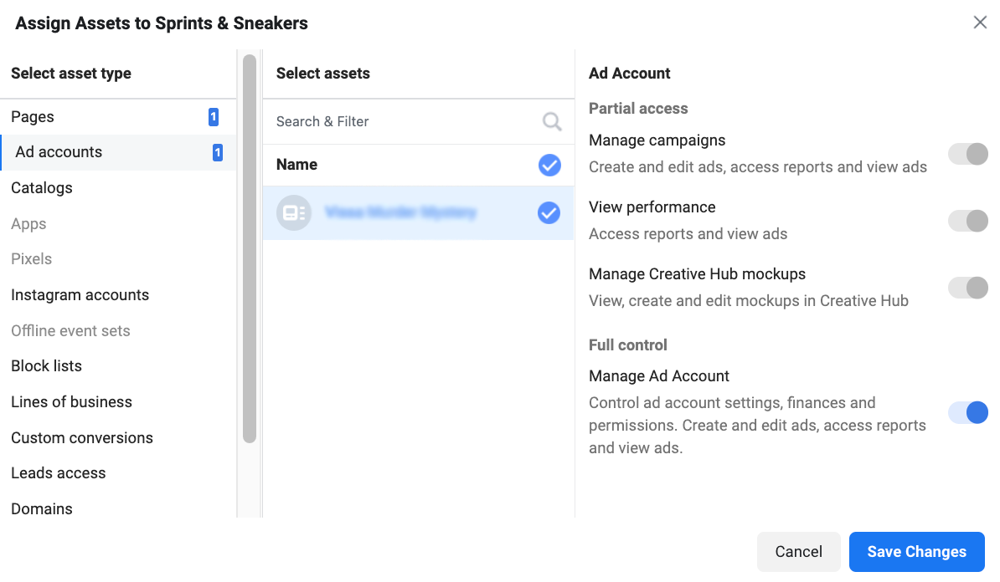 Assign Assets to Sprints & Sneakers
Select asset type
Pages 1
Ad accounts 1
Catalogs
Apps
Pixels
Instagram accounts
Offline event sets
Block lists
Lines of business
Custom conversions
Leads access
Domains
Select assets
Search & Filter
Name
Ad Account
Partial access
Manage campaigns
Create and edit ads, access reports and view ads
View performance
Access reports and view ads
Manage Creative Hub mockups
View, create and edit mockups in Creative Hub
Full control
Manage Ad Account
Control ad account settings, finances and
permissions. Create and edit ads, access reports
and view ads.
Cancel
Save Changes